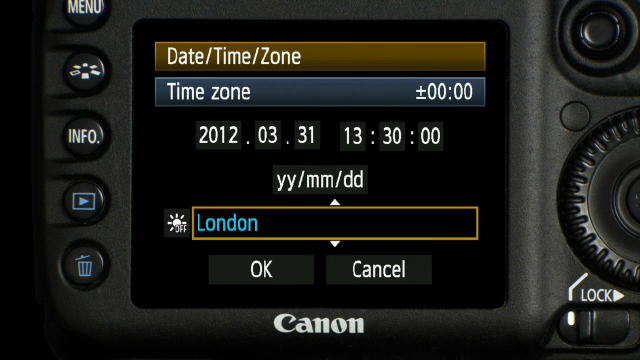 MENU
Date/Time/Zone
Time zone ±00:00
INFO.
2012 . 03 . 31 13 : 30 : 00
yy/mm/dd
OFF London
OK Cancel
LOCK
Canon